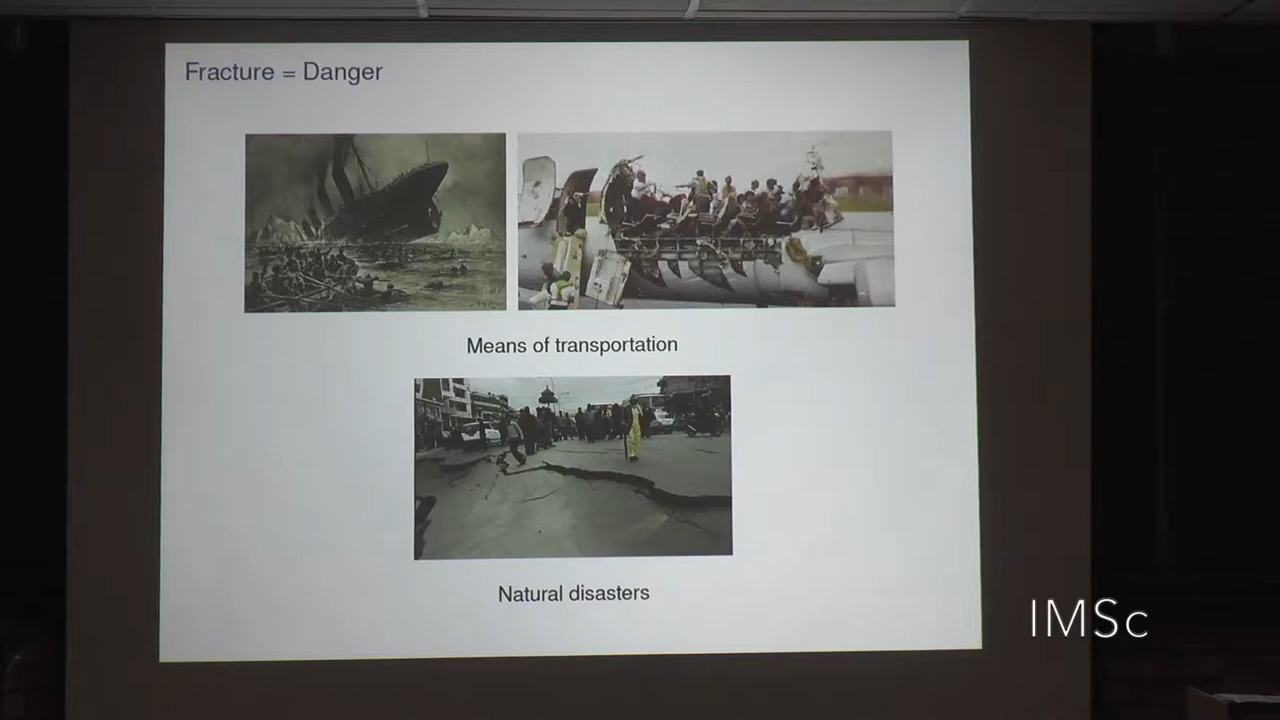 Fracture = Danger
Means of transportation
Natural disasters
IMSc